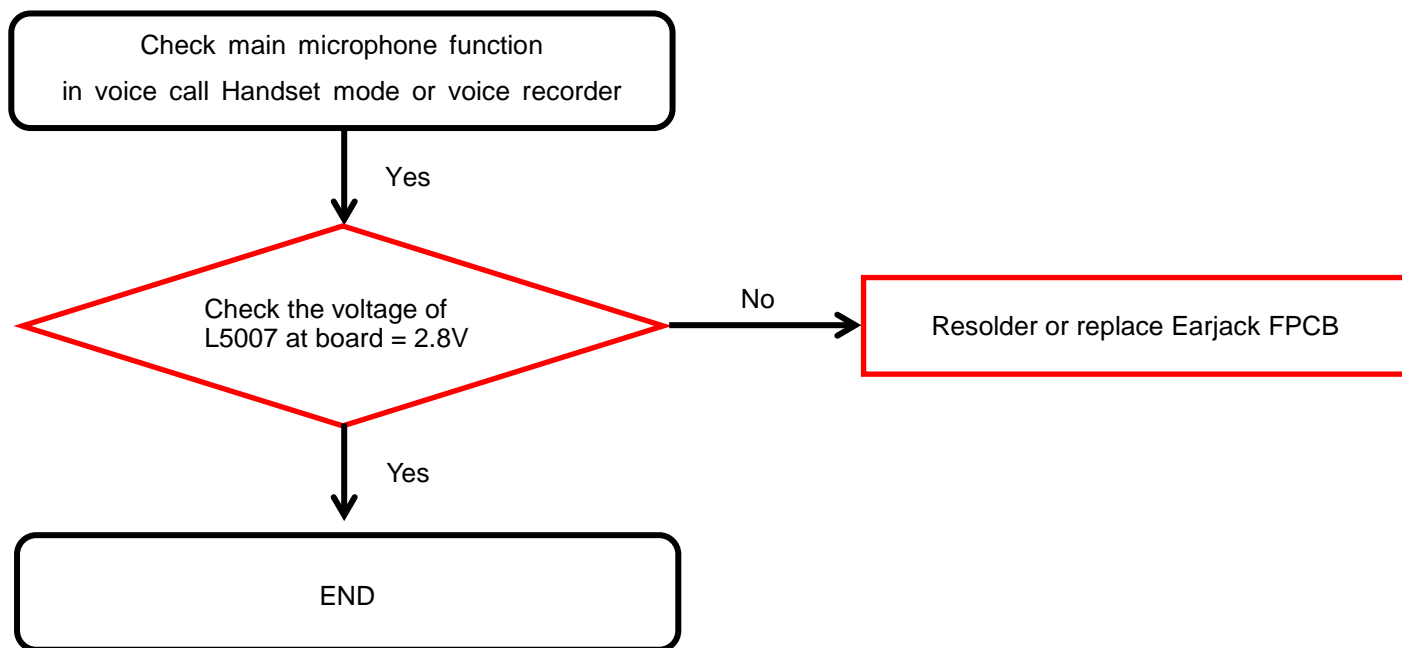 Check main microphone function
in voice call Handset mode or voice recorder
Yes
Check the voltage of
L5007 at board = 2.8V
No
Resolder or replace Earjack FPCB
Yes
END